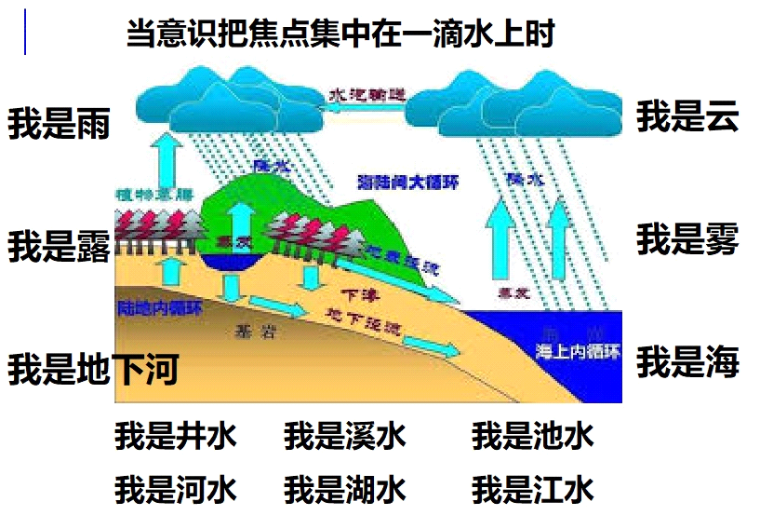 当意识把焦点集中在一滴水上时
水汽输送
我是雨
我是云
降水
海陆间大循环
降水
植物蒸腾
我是露
蒸发
地表径流
我是雾
蒸发
下渗
陆地内循环
地下径流
基岩
海上内循环
我是地下河
我是海
我是井水 我是溪水 我是池水
我是河水 我是湖水 我是江水